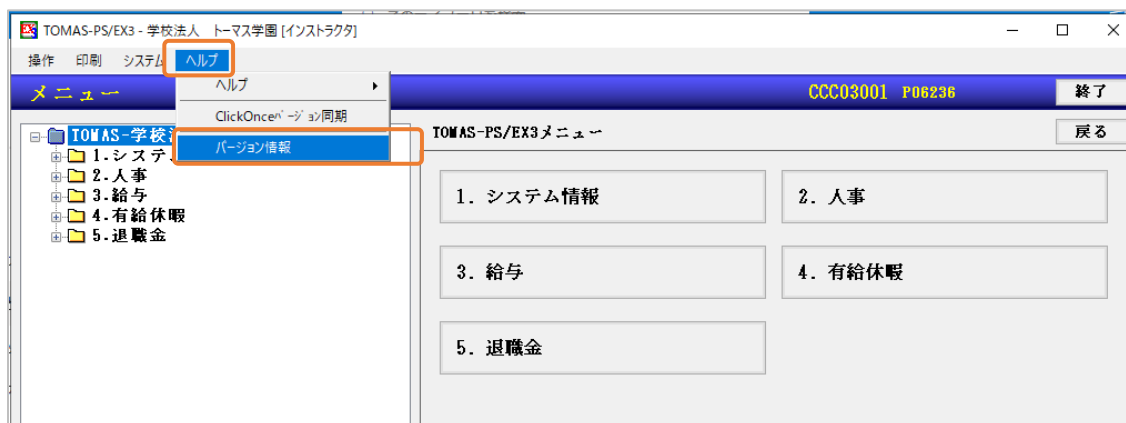 TOMAS-PS/EX3 - 学校法人　トーマス学園 [インストラクタ]
操作 印刷 システム ヘルプ
メニュー CCC03001 P06236 終了
ヘルプ
ClickOnceバージョン同期
バージョン情報
TOMAS-学校
1.システ
2.人事
3.給与
4.有給休暇
5.退職金
TOMAS-PS/EX3メニュー 戻る
1. システム情報 2. 人事
3. 給与 4. 有給休暇
5. 退職金